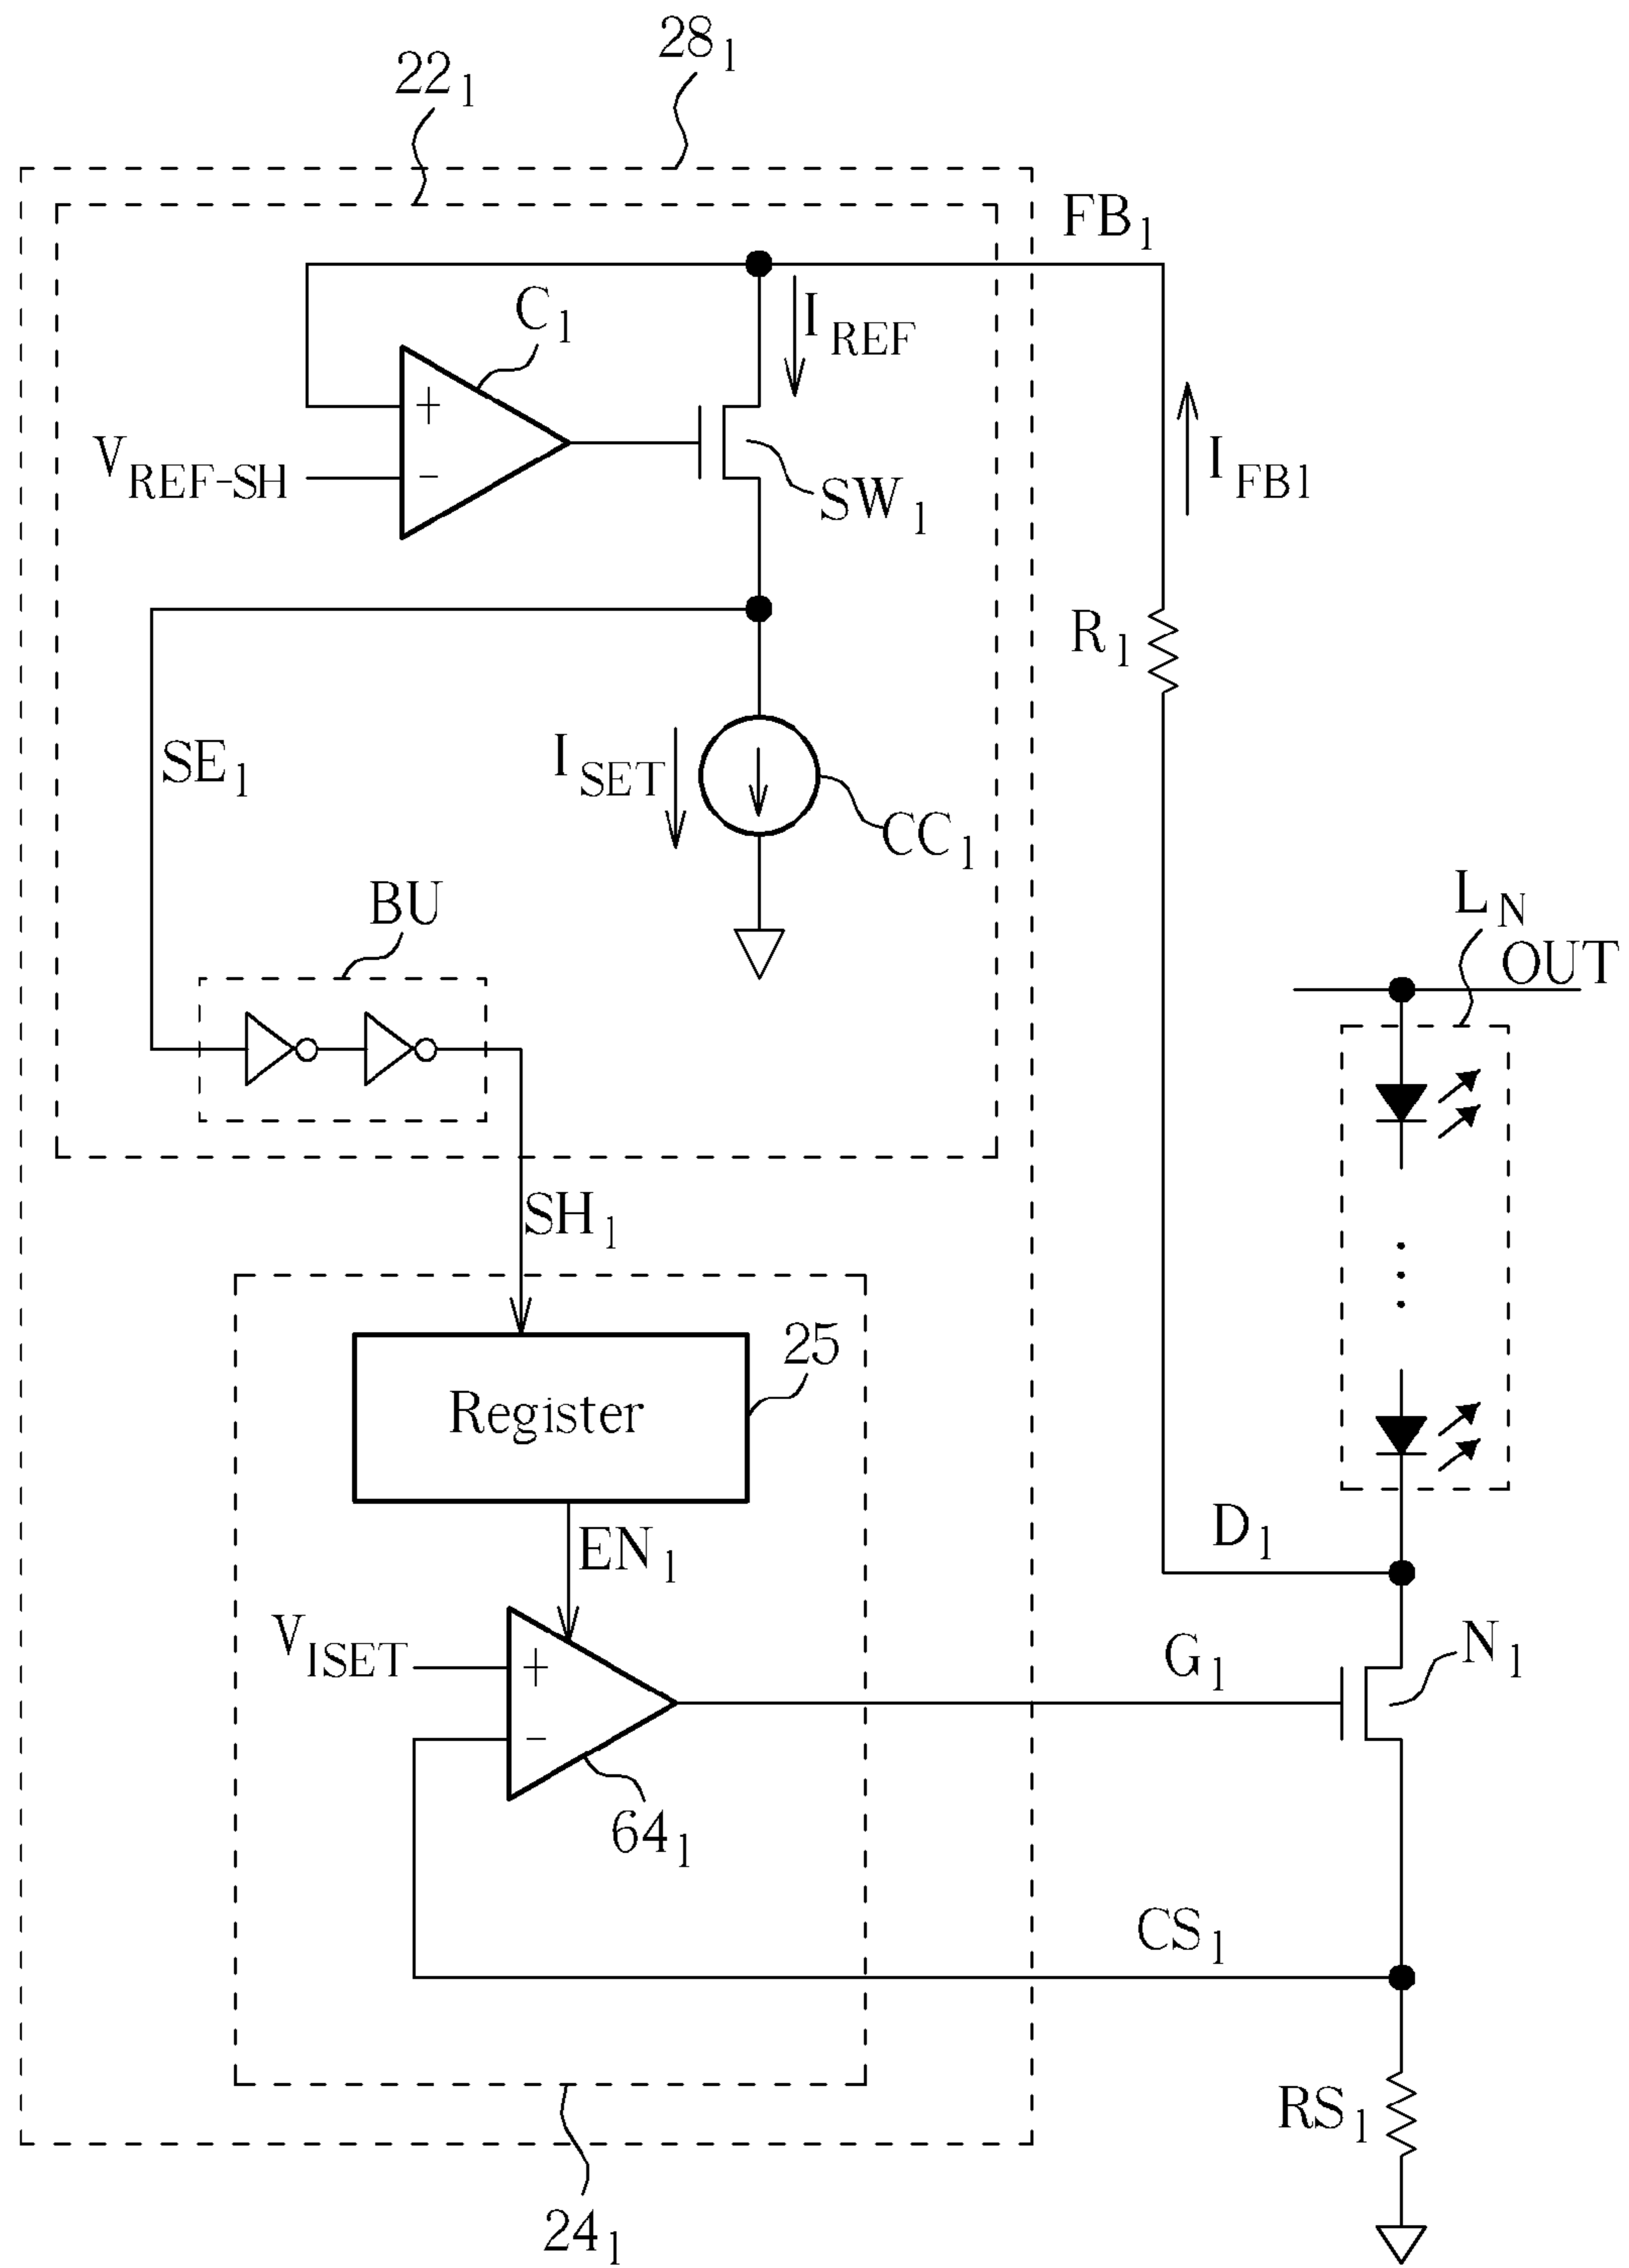 28₁
22₁
FB₁
C₁
I_REF
+
V_REF-SH
−
SW₁
I_FB1
R₁
SE₁
I_SET
CC₁
BU
L_N
OUT
SH₁
25
Register
D₁
EN₁
V_ISET
+
G₁
N₁
−
64₁
CS₁
RS₁
24₁